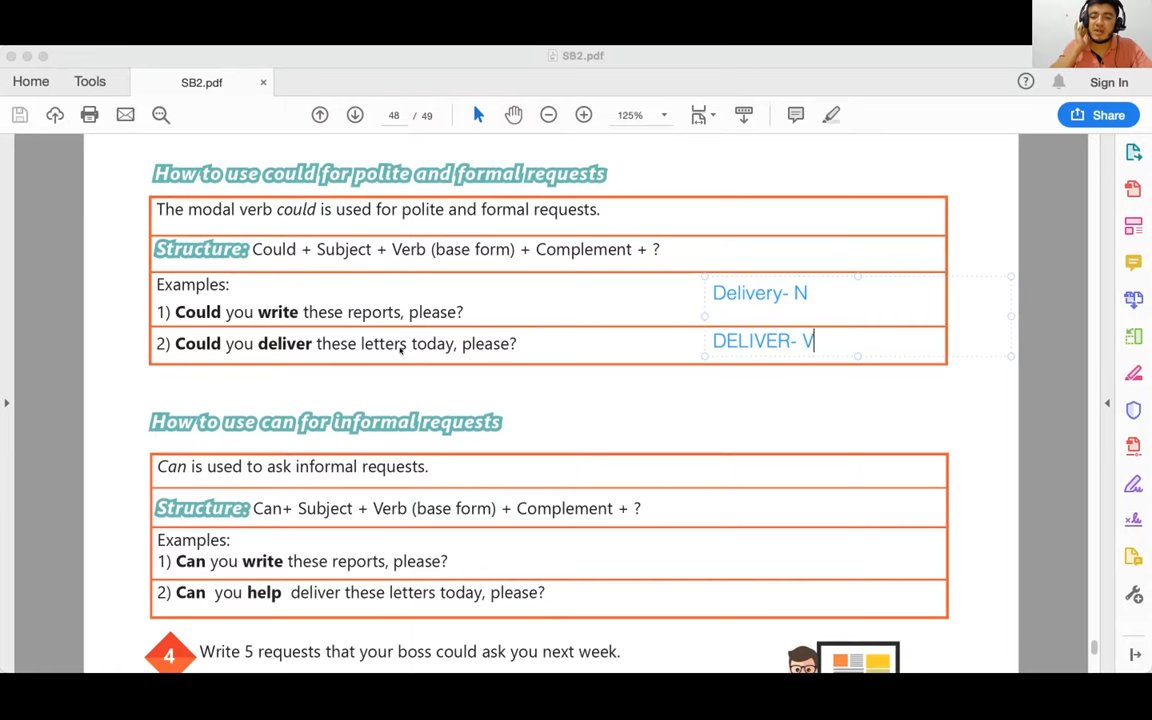 SB2.pdf
Home
Tools
SB2.pdf
×
Sign In
48 / 49
125%
Share
How to use could for polite and formal requests
The modal verb could is used for polite and formal requests.
Structure: Could + Subject + Verb (base form) + Complement + ?
Examples:
Delivery- N
1) Could you write these reports, please?
2) Could you deliver these letters today, please?
DELIVER- V
How to use can for informal requests
Can is used to ask informal requests.
Structure: Can+ Subject + Verb (base form) + Complement + ?
Examples:
1) Can you write these reports, please?
2) Can you help deliver these letters today, please?
4 Write 5 requests that your boss could ask you next week.